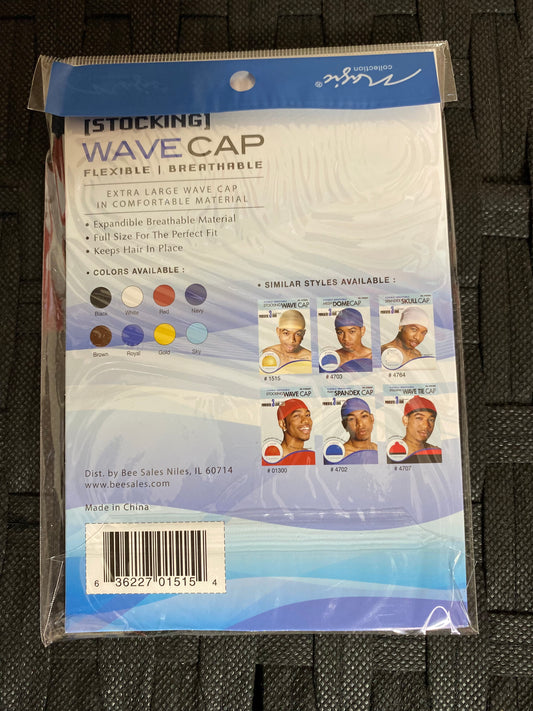 Magic®
collection
[STOCKING]
WAVE CAP
FLEXIBLE | BREATHABLE
EXTRA LARGE WAVE CAP
IN COMFORTABLE MATERIAL
• Expandible Breathable Material
• Full Size For The Perfect Fit
• Keeps Hair In Place
• COLORS AVAILABLE :
Black White Red Navy
Brown Royal Gold Sky
• SIMILAR STYLES AVAILABLE :
WAVE CAP DOME CAP SKULL CAP
# 1515 # 4703 # 4764
WAVE CAP SPANDEX CAP WAVE TIE CAP
# 01300 # 4702 # 4707
Dist. by Bee Sales Niles, IL 60714
www.beesales.com
Made in China
6 36227 01515 4